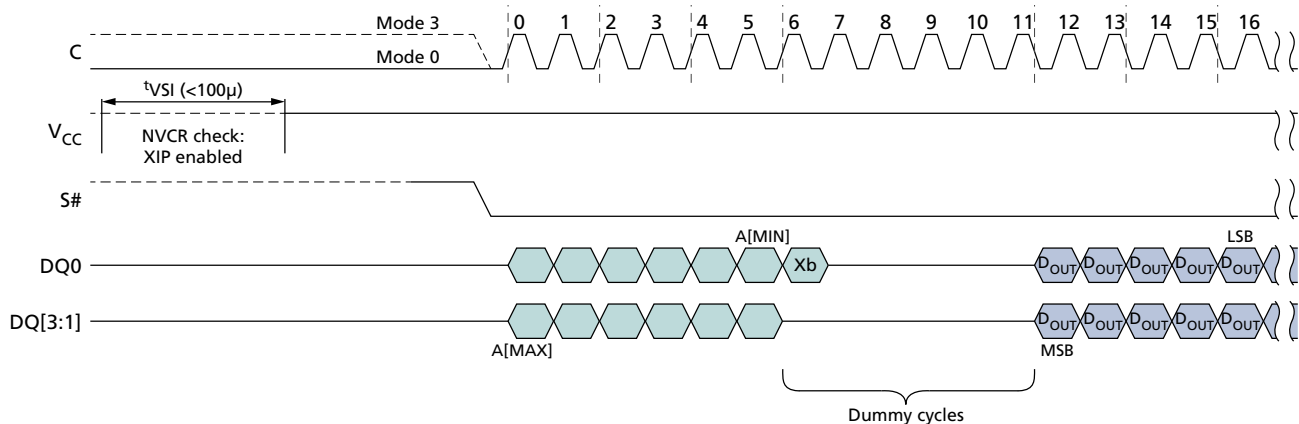 Mode 3
0 1 2 3 4 5 6 7 8 9 10 11 12 13 14 15 16
C
Mode 0
tVSI (<100µ)
VCC
NVCR check:
XIP enabled
S#
A[MIN]
LSB
DQ0
Xb
DOUT DOUT DOUT DOUT DOUT
DQ[3:1]
DOUT DOUT DOUT DOUT DOUT
A[MAX]
MSB
Dummy cycles